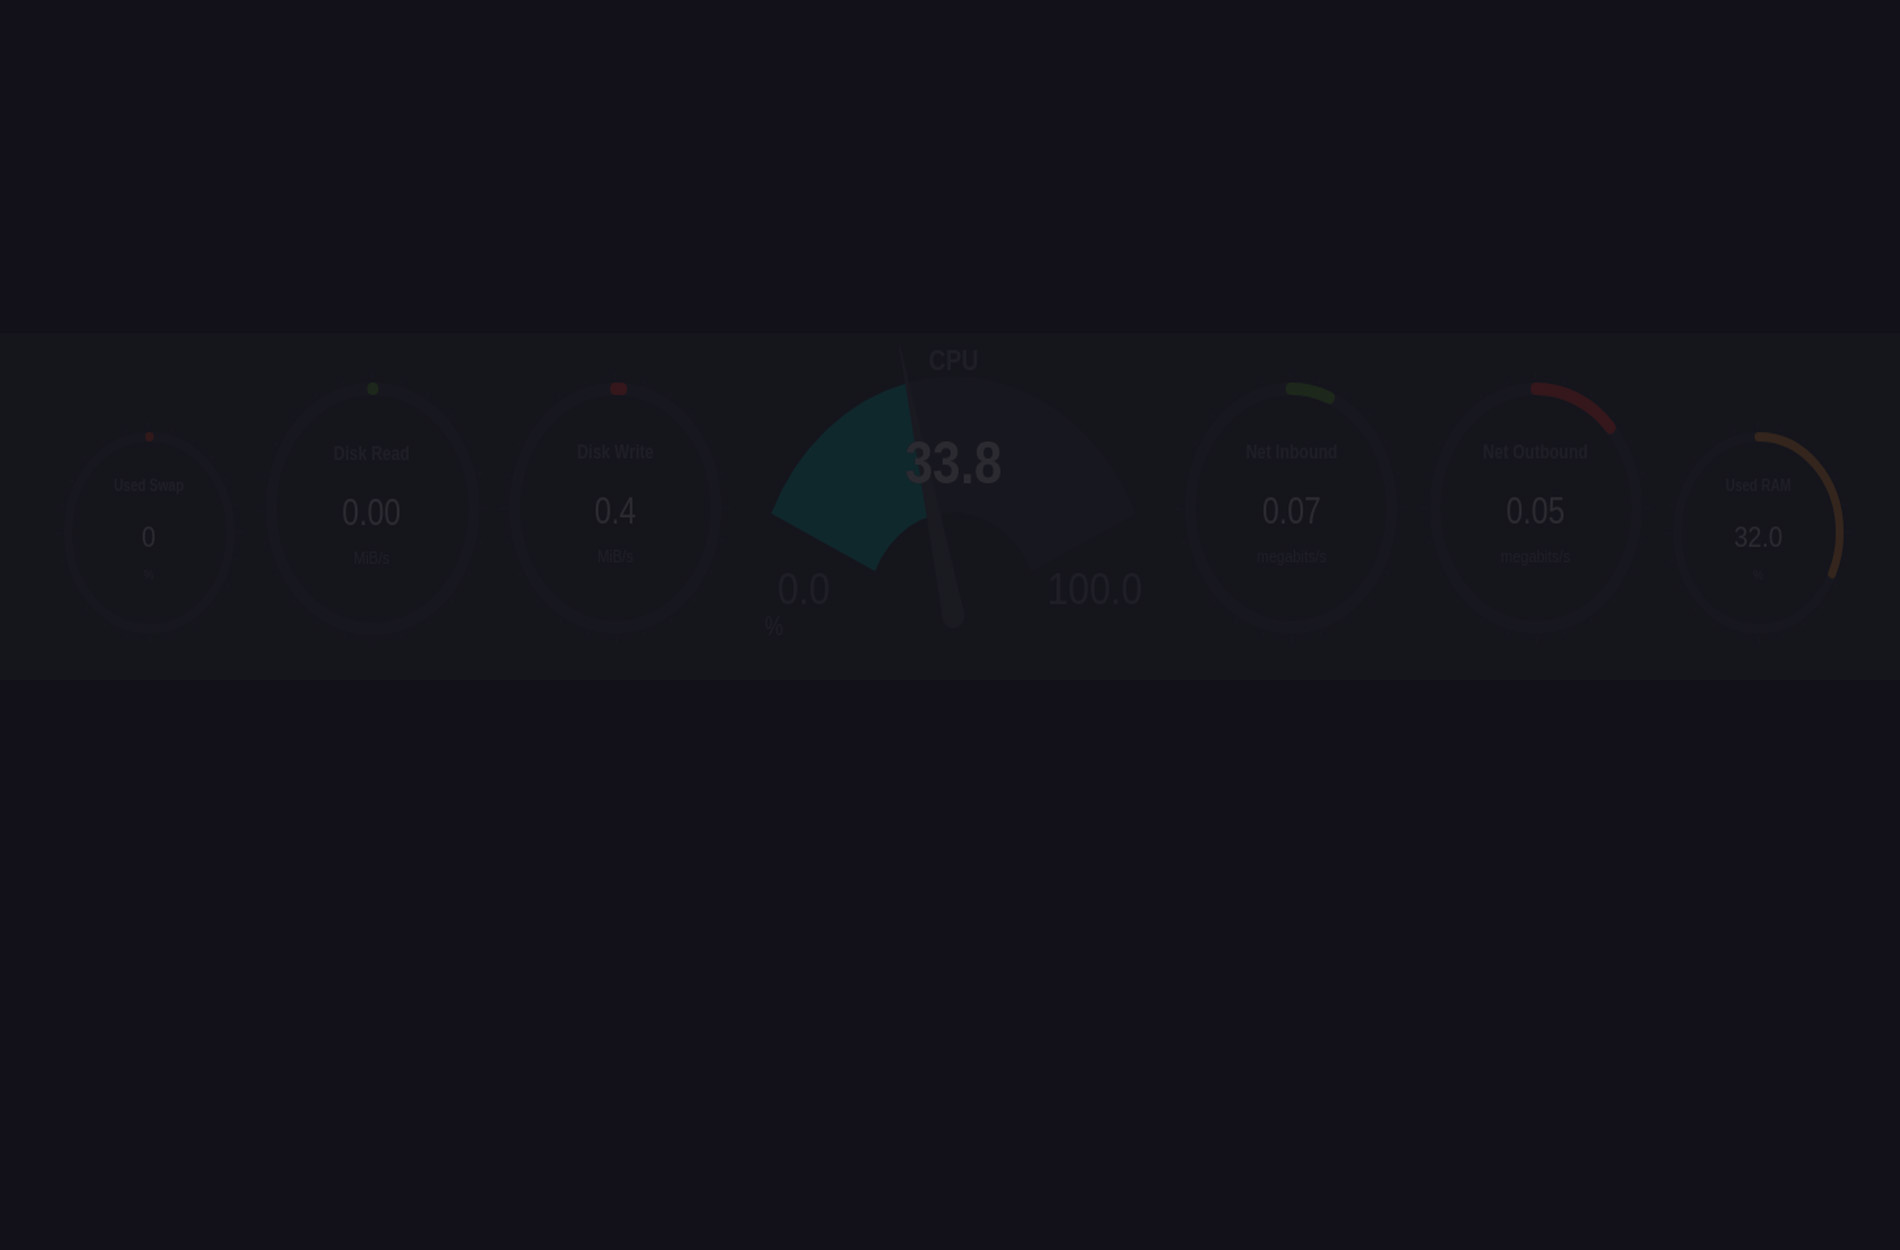 Used Swap
0
%
Disk Read
0.00
MiB/s
Disk Write
0.4
MiB/s
CPU
33.8
0.0
100.0
%
Net Inbound
0.07
megabits/s
Net Outbound
0.05
megabits/s
Used RAM
32.0
%